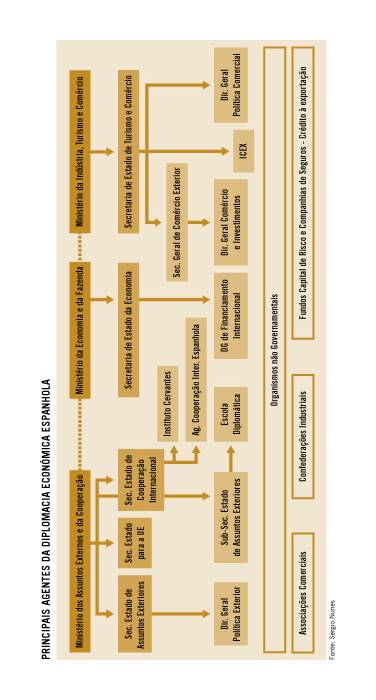 PRINCIPAIS AGENTES DA DIPLOMACIA ECONÓMICA ESPANHOLA
Ministério dos Assuntos Externos e da Cooperação
Ministério da Economia e da Fazenda
Ministério da Indústria, Turismo e Comércio
Sec. Estado de
Assuntos Exteriores
Sec. Estado
para a UE
Sec. Estado de
Cooperação
Internacional
Secretaria de Estado da Economia
Secretaria de Estado de Turismo e Comércio
Instituto Cervantes
Ag. Cooperação Inter. Espanhola
Sec. Geral de Comércio Exterior
Dir. Geral
Política Exterior
Sub-Sec. Estado
de Assuntos Exteriores
Escola
Diplomática
DG de Financiamento
Internacional
Dir. Geral Comércio
e Investimentos
ICEX
Dir. Geral
Política Comercial
Organismos não Governamentais
Associações Comerciais
Confederações Industriais
Fundos Capital de Risco e Companhias de Seguros - Crédito à exportação
Fonte: Sérgio Nunes